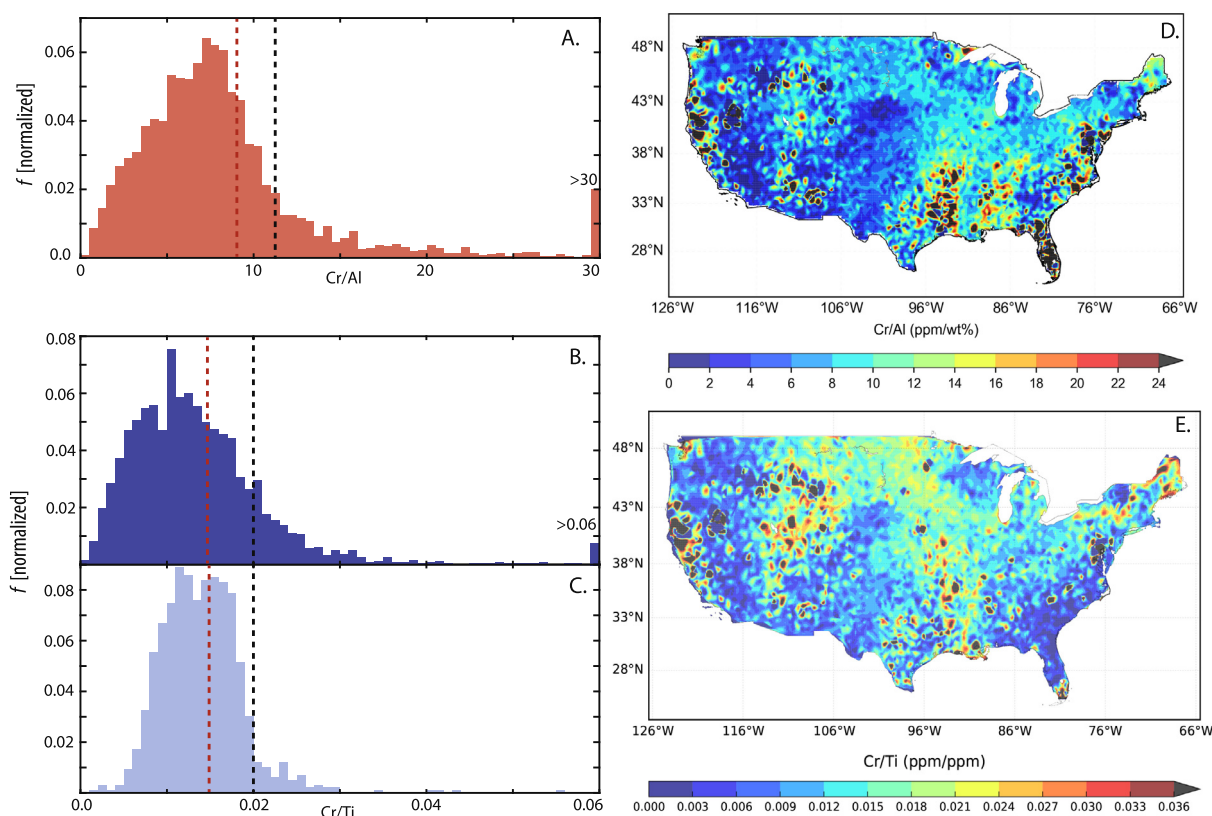 A.
0.06
0.04
0.02
0.0
f [normalized]
>30
0
10
20
30
Cr/Al
B.
0.08
0.06
0.04
0.02
f [normalized]
>0.06
C.
0.08
0.06
0.04
0.02
0.0
0.02
0.04
0.06
Cr/Ti
D.
48°N
43°N
38°N
33°N
28°N
126°W 116°W 106°W 96°W 86°W 76°W 66°W
Cr/Al (ppm/wt%)
0 2 4 6 8 10 12 14 16 18 20 22 24
E.
48°N
43°N
38°N
33°N
28°N
126°W 116°W 106°W 96°W 86°W 76°W 66°W
Cr/Ti (ppm/ppm)
0.000 0.003 0.006 0.009 0.012 0.015 0.018 0.021 0.024 0.027 0.030 0.033 0.036